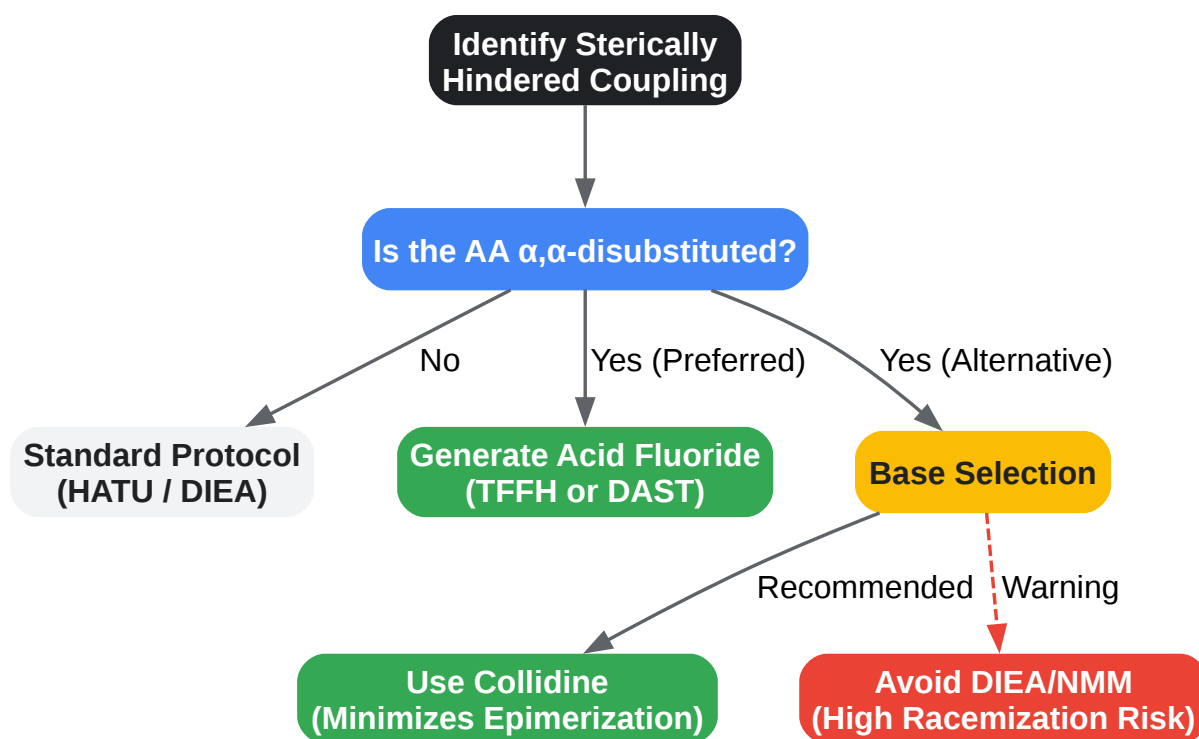 Identify Sterically
Hindered Coupling
Is the AA α,α-disubstituted?
No
Yes (Preferred)
Yes (Alternative)
Standard Protocol
(HATU / DIEA)
Generate Acid Fluoride
(TFFH or DAST)
Base Selection
Recommended
Warning
Use Collidine
(Minimizes Epimerization)
Avoid DIEA/NMM
(High Racemization Risk)